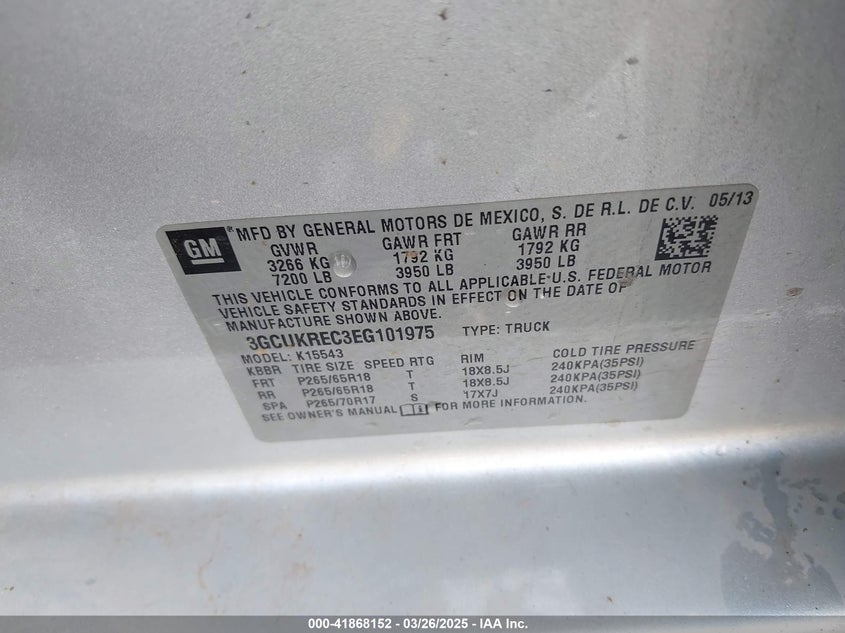 GM ® MFD BY GENERAL MOTORS DE MEXICO, S. DE R.L. DE C.V. 05/13
GVWR GAWR FRT GAWR RR
3266 KG 1792 KG 1792 KG
7200 LB 3950 LB 3950 LB
THIS VEHICLE CONFORMS TO ALL APPLICABLE U.S. FEDERAL MOTOR
VEHICLE SAFETY STANDARDS IN EFFECT ON THE DATE OF
MANUFACTURE SHOWN ABOVE.
3GCUKREC3EG101975 TYPE: TRUCK
MODEL: K15543
KBBR TIRE SIZE SPEED RTG RIM COLD TIRE PRESSURE
FRT P265/65R18 T 18X8.5J 240KPA(35PSI)
RR P265/65R18 T 18X8.5J 240KPA(35PSI)
SPA P265/70R17 S 17X7J 240KPA(35PSI)
SEE OWNER'S MANUAL i FOR MORE INFORMATION.
000-41868152 — 03/26/2025 — IAA Inc.